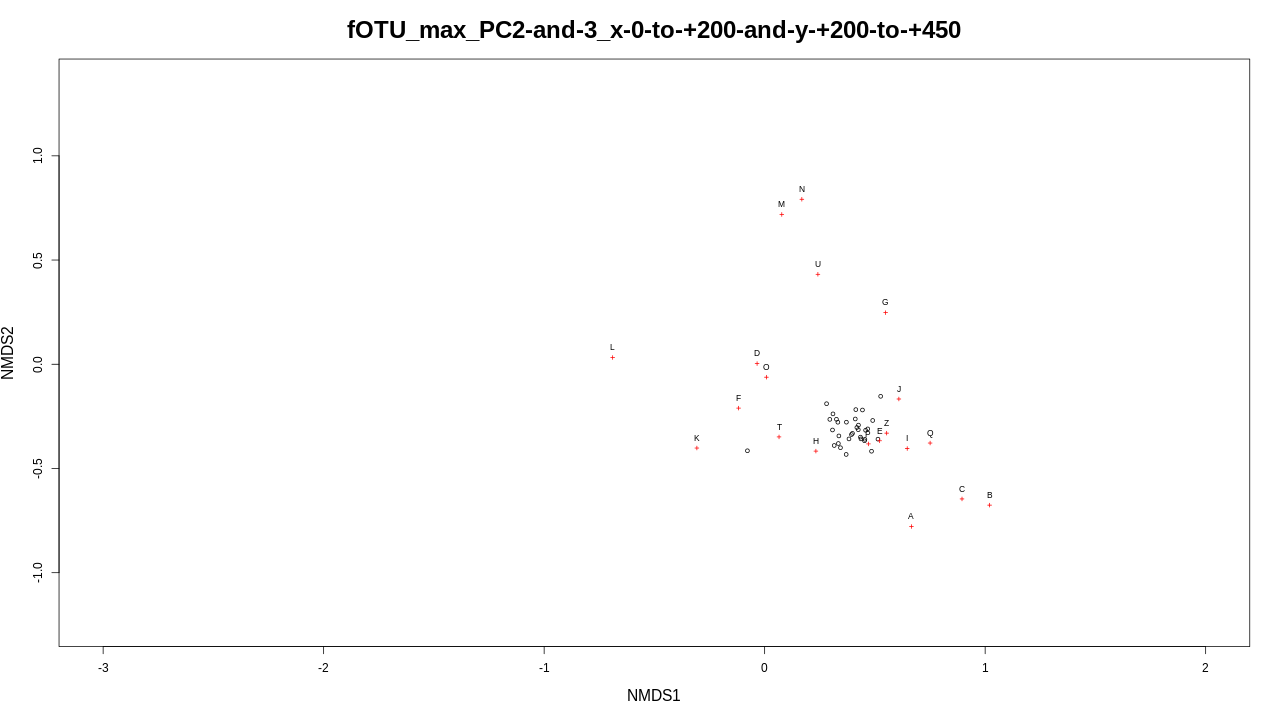 fOTU_max_PC2-and-3_x-0-to-+200-and-y-+200-to-+450
1.0
N
M
0.5
U
G
NMDS2
0.0
L
D
O
J
F
T
K
H
E
Z
I
Q
-0.5
C
B
A
-1.0
-3
-2
-1
0
1
2
NMDS1